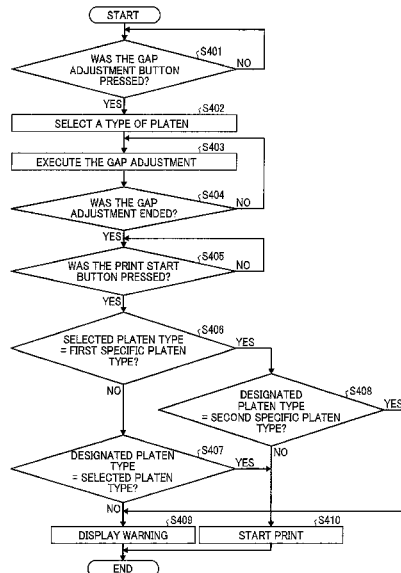 START
S401
WAS THE GAP
ADJUSTMENT BUTTON
PRESSED?
NO
YES
S402
SELECT A TYPE OF PLATEN
S403
EXECUTE THE GAP ADJUSTMENT
S404
WAS THE GAP
ADJUSTMENT ENDED?
NO
YES
S405
WAS THE PRINT START
BUTTON PRESSED?
NO
YES
S406
SELECTED PLATEN TYPE
= FIRST SPECIFIC PLATEN
TYPE?
YES
NO
S408
DESIGNATED
PLATEN TYPE
= SECOND SPECIFIC PLATEN
TYPE?
YES
NO
S407
DESIGNATED PLATEN
TYPE
= SELECTED PLATEN
TYPE?
YES
NO
S409
DISPLAY WARNING
S410
START PRINT
END